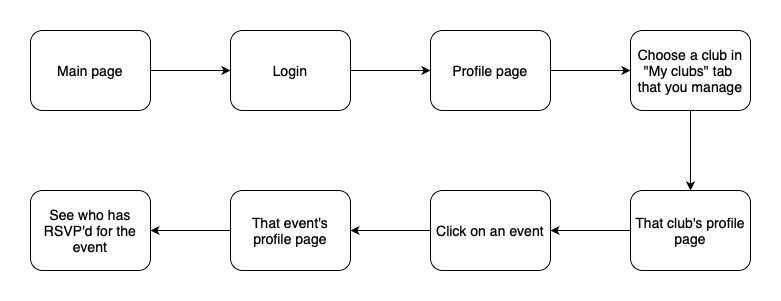 Main page
Login
Profile page
Choose a club in
"My clubs" tab
that you manage
That club's profile
page
Click on an event
That event's
profile page
See who has
RSVP'd for the
event